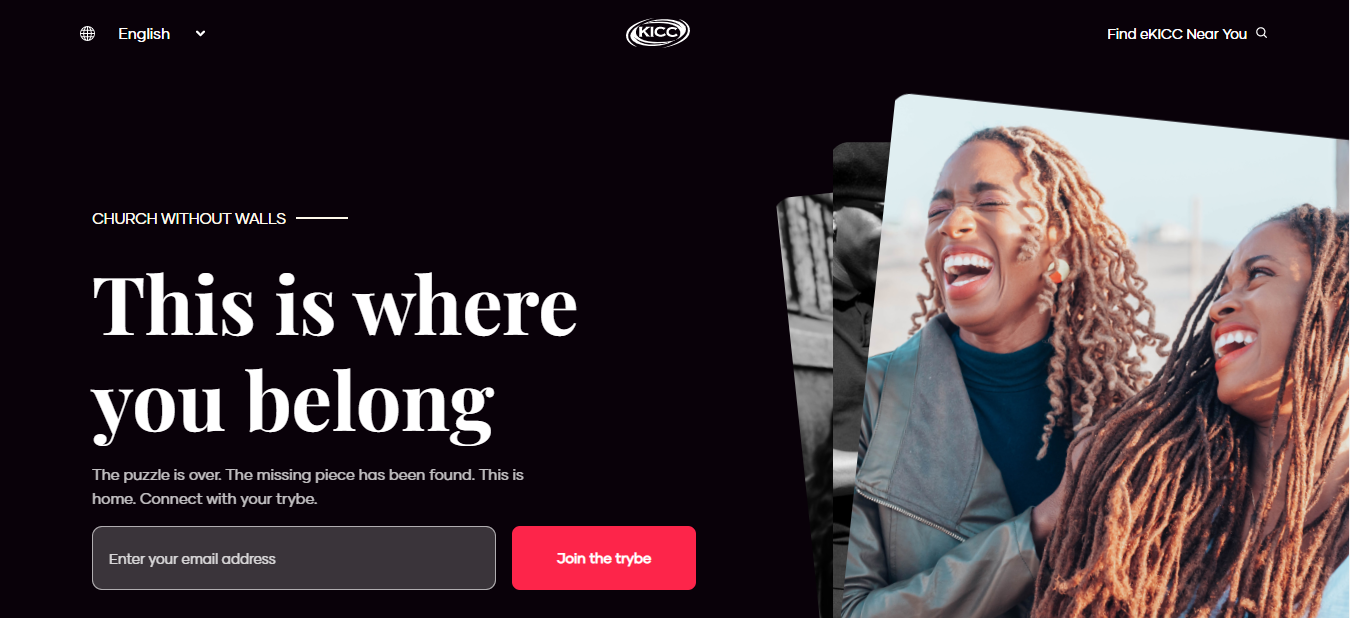 English
KICC
Find eKICC Near You
CHURCH WITHOUT WALLS
This is where
you belong
The puzzle is over. The missing piece has been found. This is
home. Connect with your trybe.
Enter your email address
Join the trybe